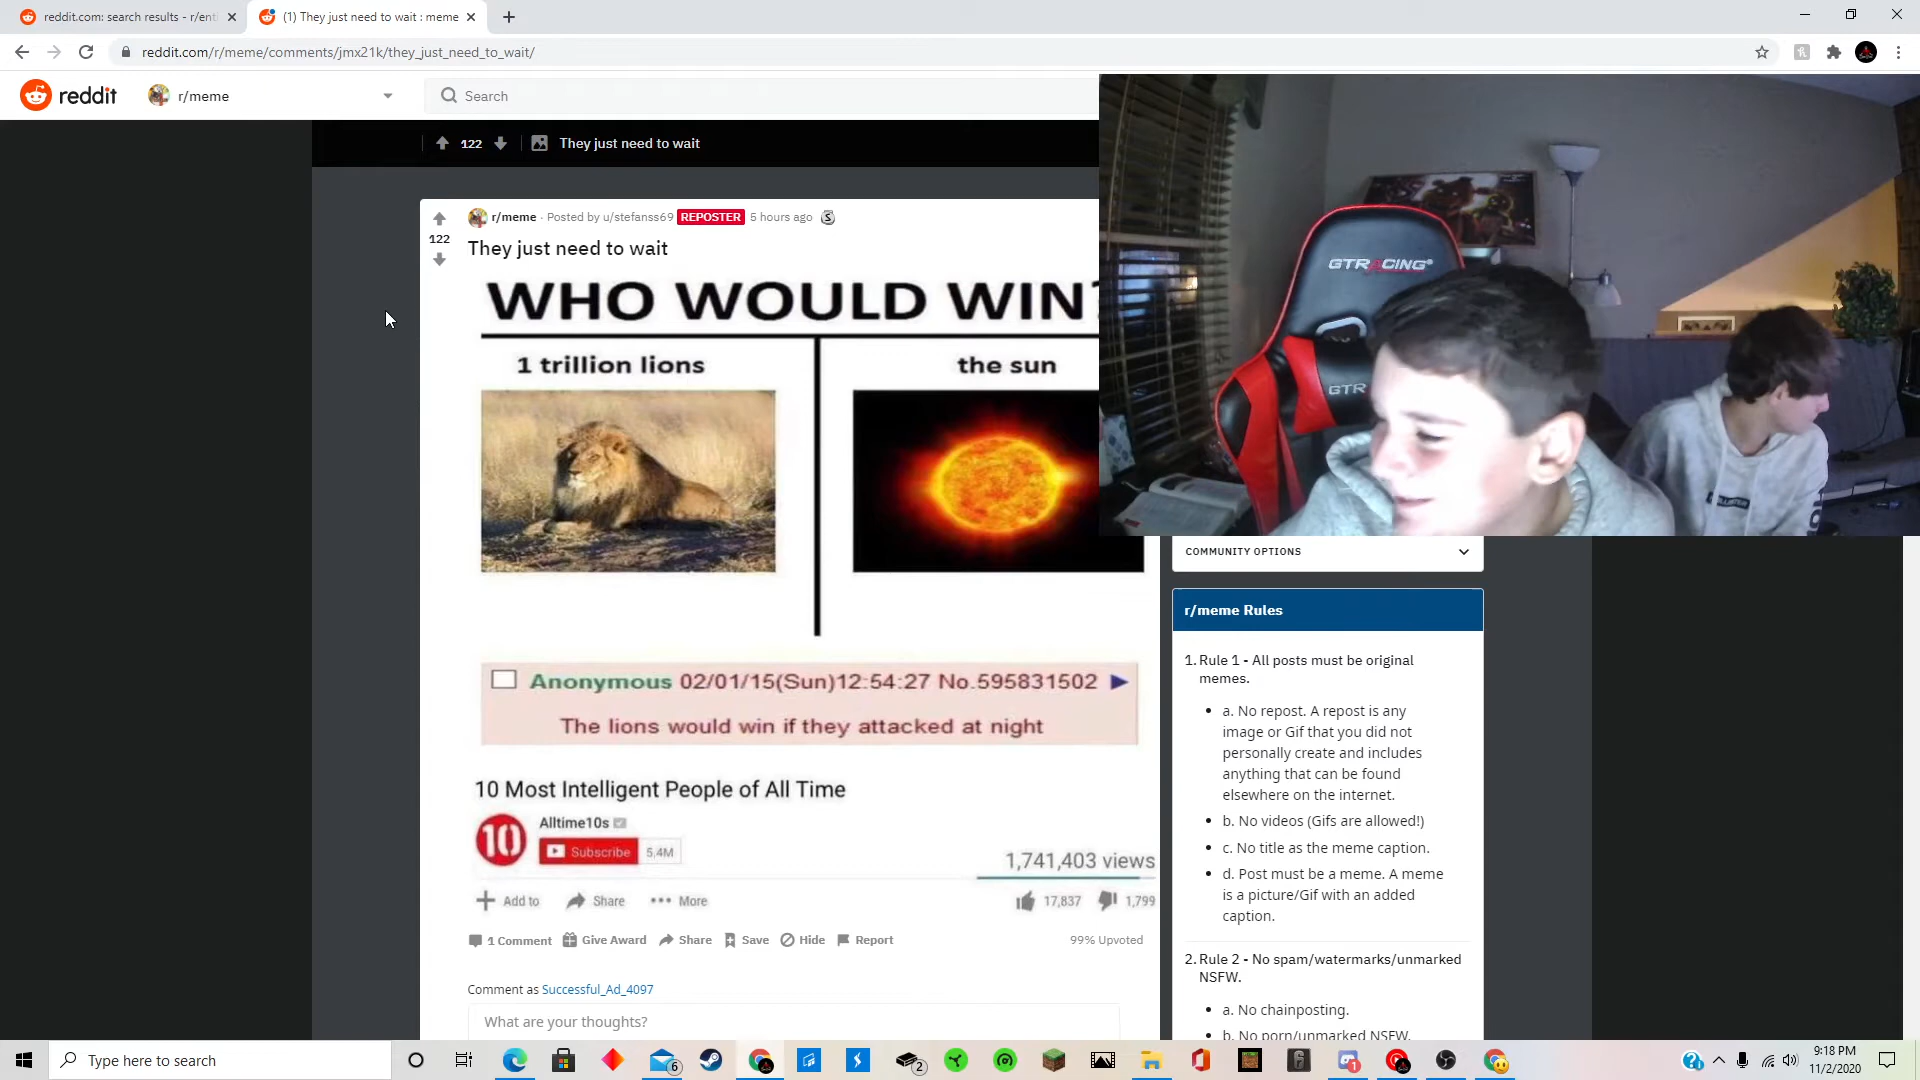 reddit.com: search results - r/enti
(1) They just need to wait : meme
reddit.com/r/meme/comments/jmx21k/they_just_need_to_wait/
reddit
r/meme
Search
122
They just need to wait
r/meme · Posted by u/stefanss69 REPOSTER 5 hours ago
122
They just need to wait
WHO WOULD WIN?
1 trillion lions
the sun
GTRACING
GTR
Anonymous 02/01/15(Sun)12:54:27 No.595831502
The lions would win if they attacked at night
10 Most Intelligent People of All Time
10
Alltime10s
Subscribe 5,4M
1,741,403 views
Add to Share More
17,837 1,799
1 Comment Give Award Share Save Hide Report
99% Upvoted
Comment as Successful_Ad_4097
What are your thoughts?
COMMUNITY OPTIONS
r/meme Rules
1. Rule 1 - All posts must be original
memes.
a. No repost. A repost is any
image or Gif that you did not
personally create and includes
anything that can be found
elsewhere on the internet.
b. No videos (Gifs are allowed!)
c. No title as the meme caption.
d. Post must be a meme. A meme
is a picture/Gif with an added
caption.
2. Rule 2 - No spam/watermarks/unmarked
NSFW.
a. No chainposting.
b. No porn/unmarked NSFW.
Type here to search
6
2
1
9:18 PM
11/2/2020